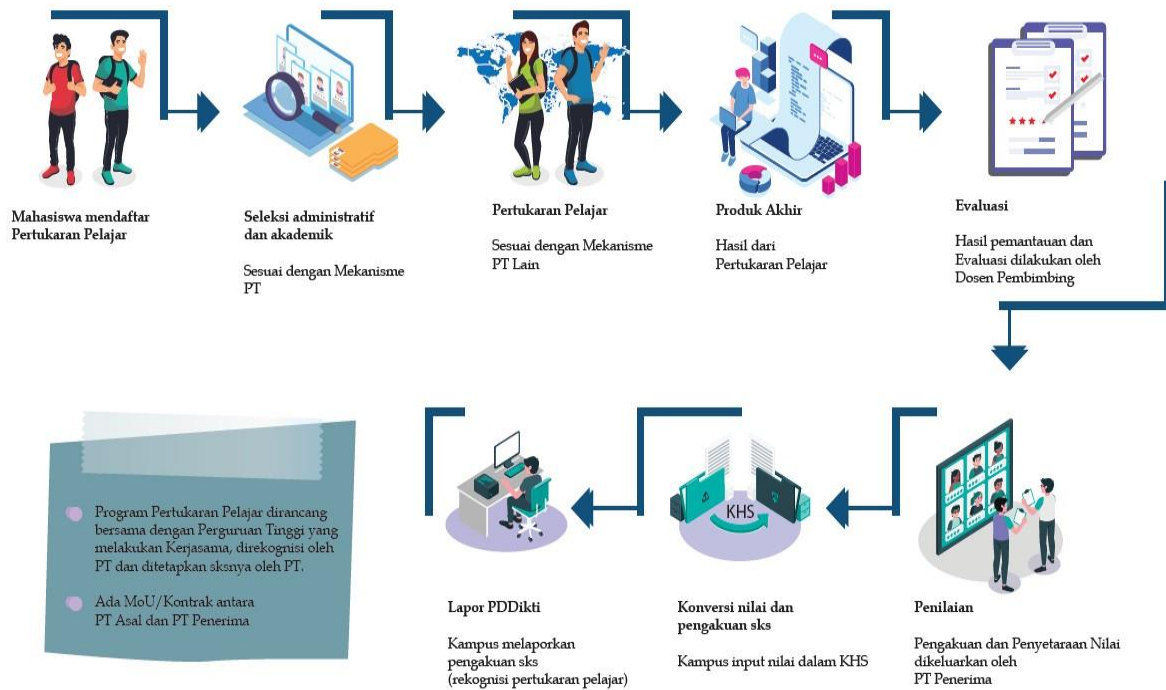 Mahasiswa mendaftar
Pertukaran Pelajar
Seleksi administratif
dan akademik
Sesuai dengan Mekanisme
PT
Pertukaran Pelajar
Sesuai dengan Mekanisme
PT Lain
Produk Akhir
Hasil dari
Pertukaran Pelajar
Evaluasi
Hasil pemantauan dan
Evaluasi dilakukan oleh
Dosen Pembimbing
Penilaian
Pengakuan dan Penyetaraan Nilai
dikeluarkan oleh
PT Penerima
KHS
Konversi nilai dan
pengakuan sks
Kampus input nilai dalam KHS
Lapor PDDikti
Kampus melaporkan
pengakuan sks
(rekognisi pertukaran pelajar)
Program Pertukaran Pelajar dirancang
bersama dengan Perguruan Tinggi yang
melakukan Kerjasama, direkognisi oleh
PT dan ditetapkan sksnya oleh PT.
Ada MoU/Kontrak antara
PT Asal dan PT Penerima